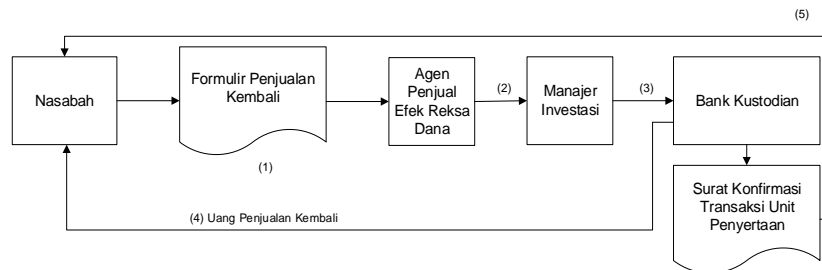 (5)
Nasabah
Formulir Penjualan
Kembali
(1)
Agen
Penjual
Efek Reksa
Dana
(2)
Manajer
Investasi
(3)
Bank Kustodian
(4) Uang Penjualan Kembali
Surat Konfirmasi
Transaksi Unit
Penyertaan